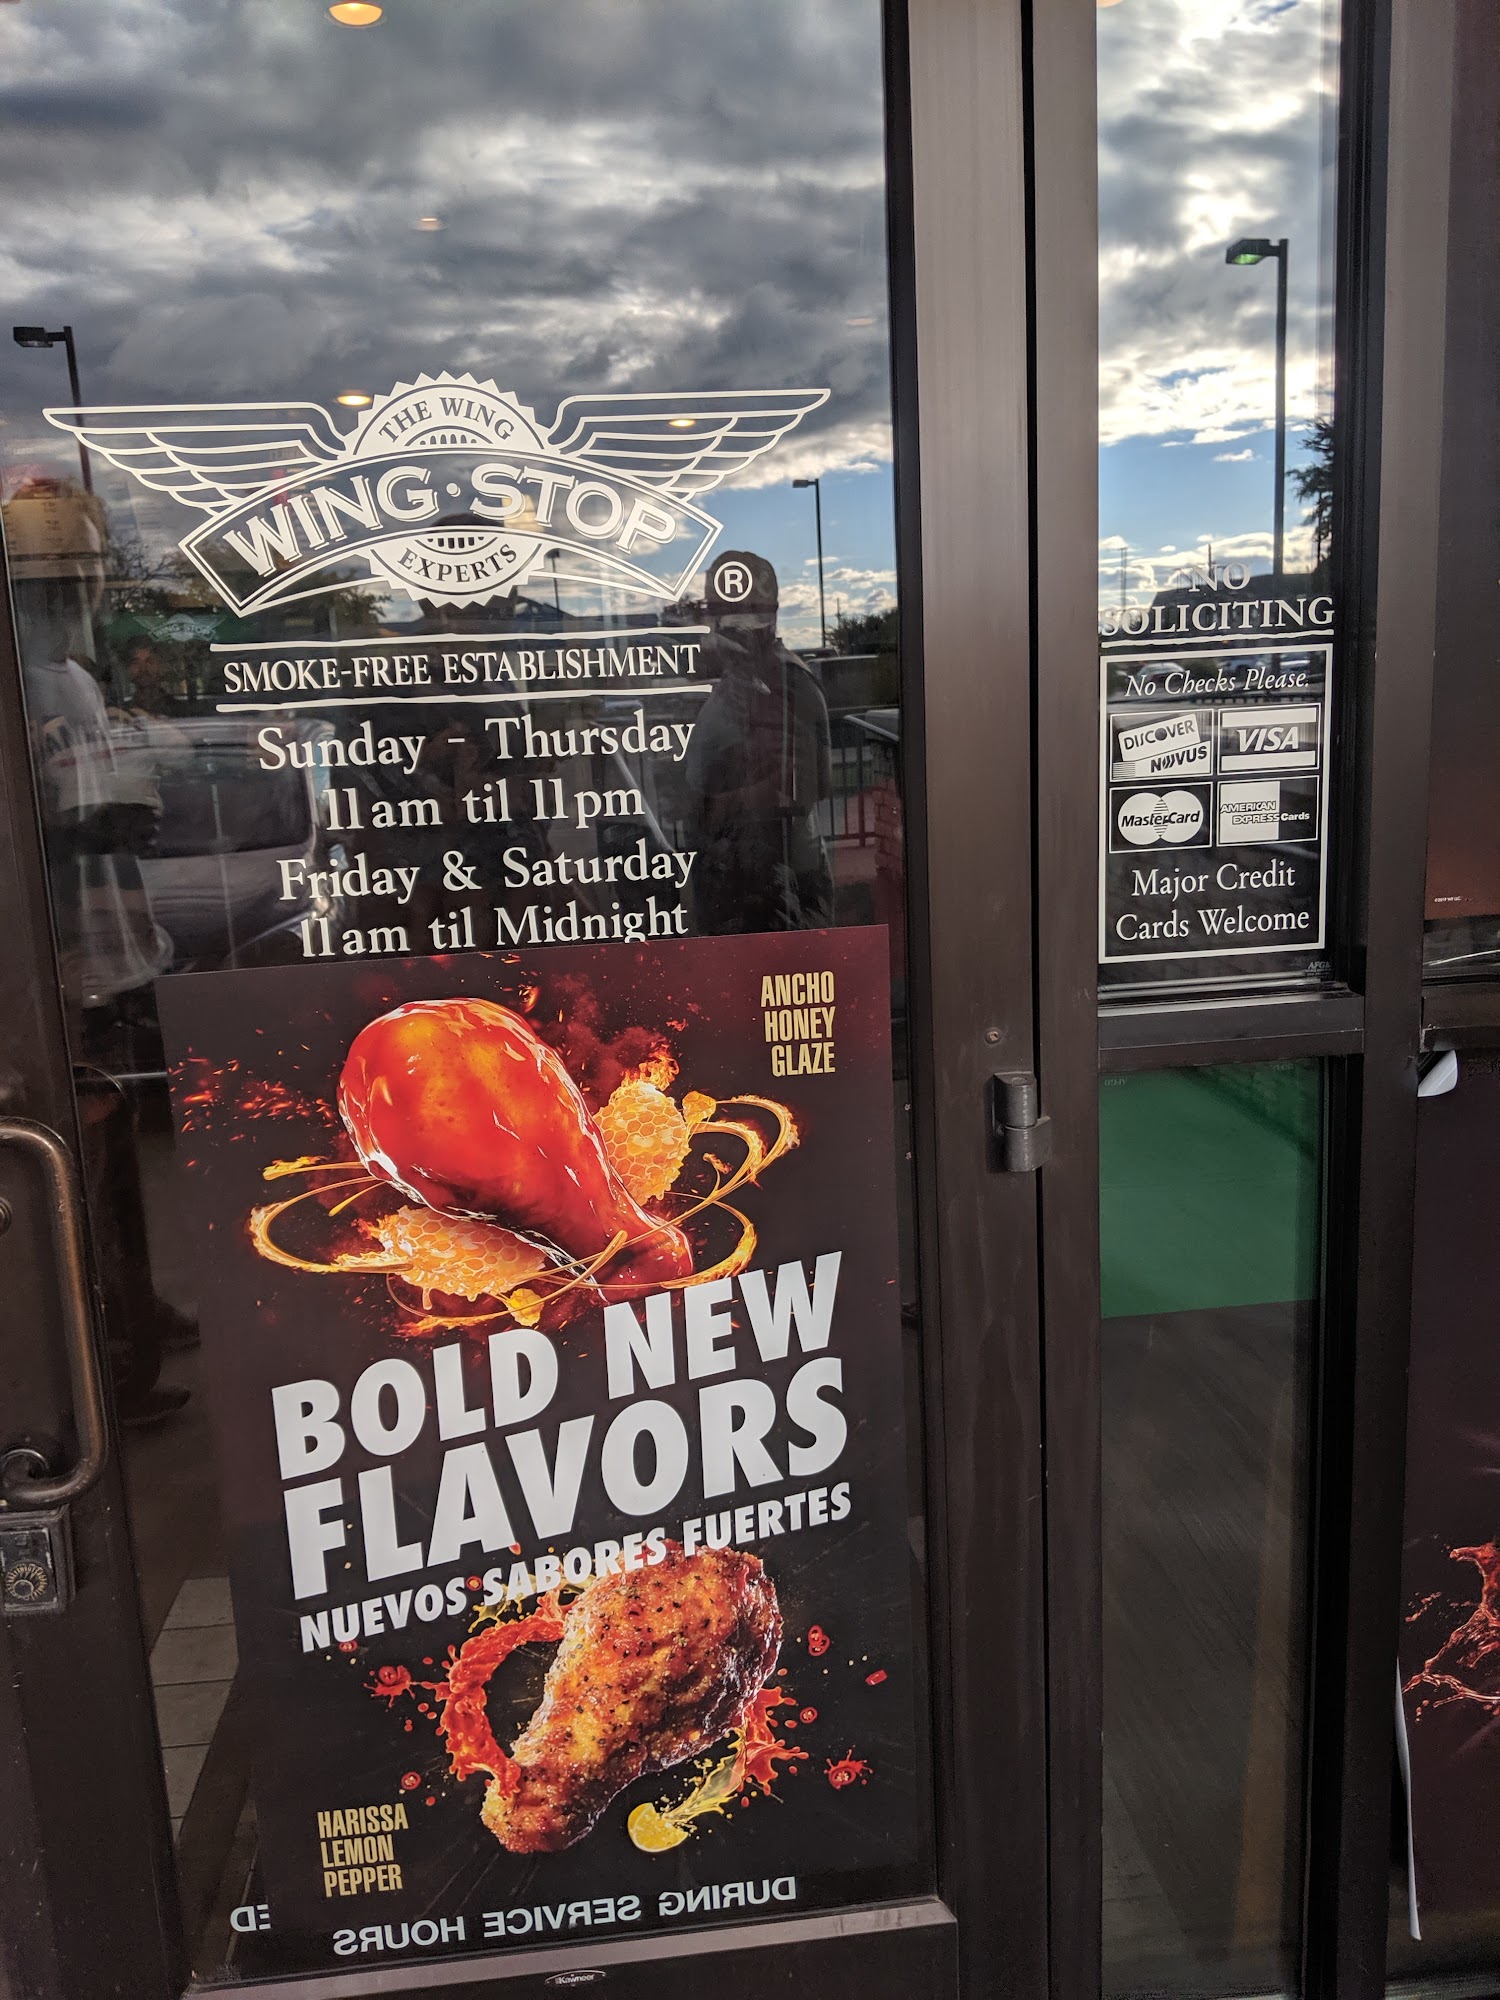 THE WING
WING·STOP
EXPERTS
®
SMOKE-FREE ESTABLISHMENT
Sunday - Thursday
11am til 11pm
Friday & Saturday
11am til Midnight
ANCHO
HONEY
GLAZE
BOLD NEW
FLAVORS
NUEVOS SABORES FUERTES
HARISSA
LEMON
PEPPER
DURING SERVICE HOURS
ED
Kawneer
NO
SOLICITING
No Checks Please.
DISCOVER
NOVUS
VISA
MasterCard
AMERICAN
EXPRESS Cards
Major Credit
Cards Welcome